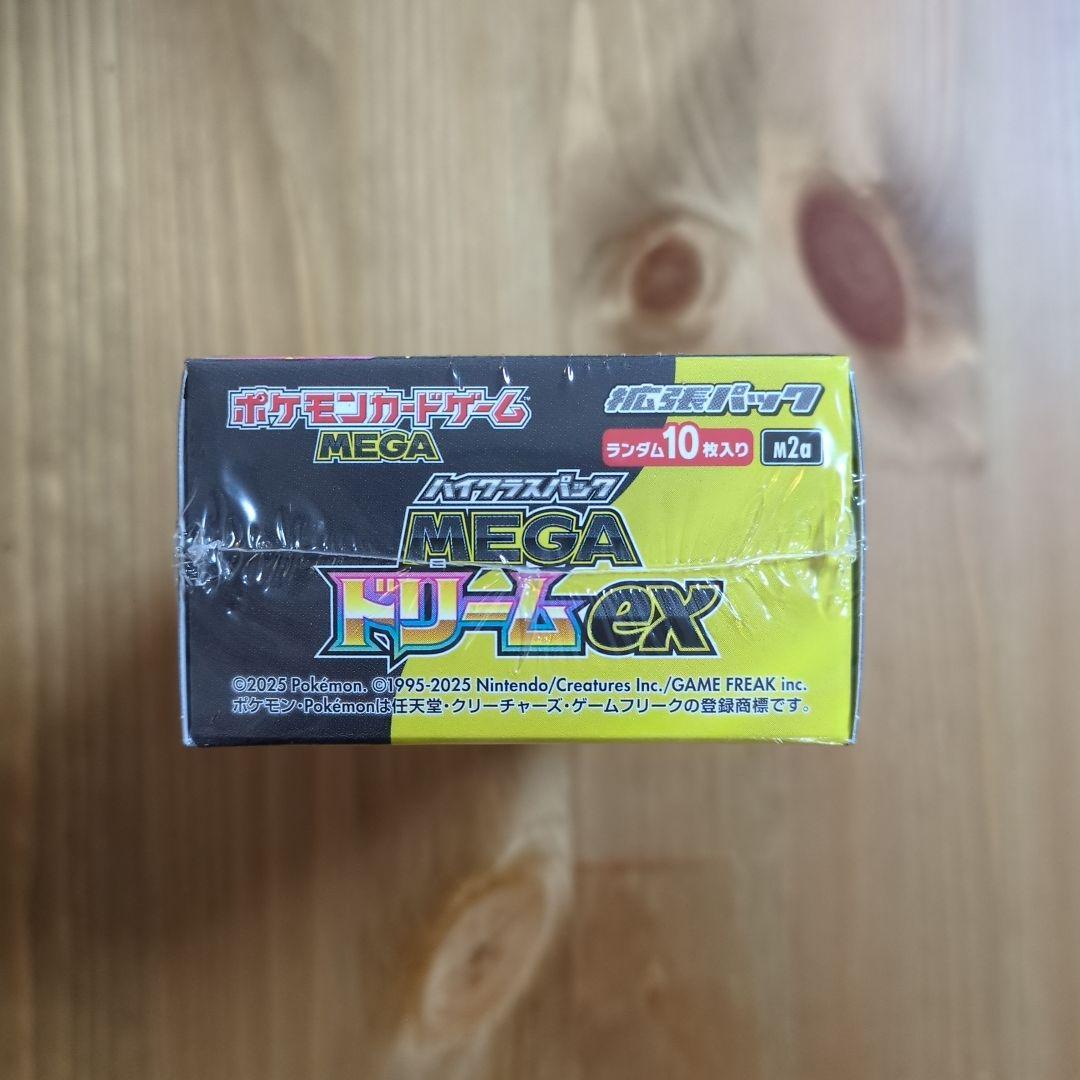 ポケモンカードゲーム
MEGA
拡張パック
ランダム10枚入り M2a
ハイクラスパック
MEGA
ドリームex
©2025 Pokémon. ©1995-2025 Nintendo/Creatures Inc./GAME FREAK inc.
ポケモン・Pokémonは任天堂・クリーチャーズ・ゲームフリークの登録商標です。